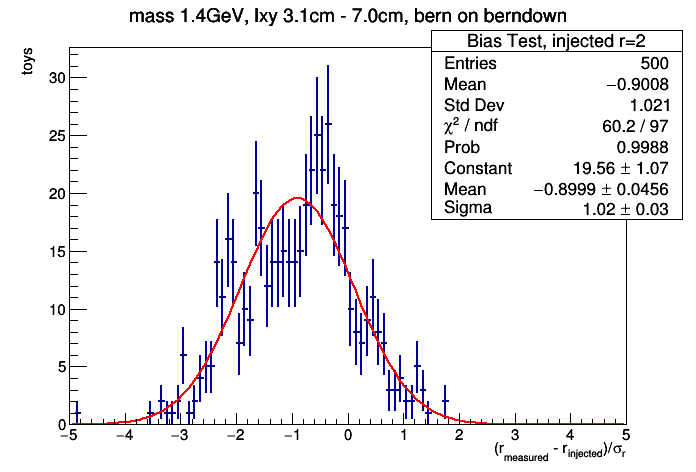 mass 1.4GeV, lxy 3.1cm - 7.0cm, bern on berndown
toys
Bias Test, injected r=2
Entries 500
Mean −0.9008
Std Dev 1.021
χ² / ndf 60.2 / 97
Prob 0.9988
Constant 19.56 ± 1.07
Mean −0.8999 ± 0.0456
Sigma 1.02 ± 0.03
30
25
20
15
10
5
0
−5 −4 −3 −2 −1 0 1 2 3 4 5
(r_measured - r_injected)/σ_r